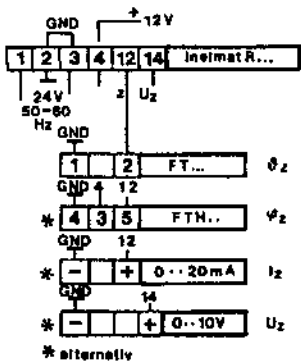 GND + 12V
1 2 3 4 12 14 Inelmat R...
24V z Uz
50-60
Hz
GND
1 2 FT... ϑz
GND 4 12
* 4 3 5 FTH.. φz
GND 12
* - + 0..20mA Iz
GND 14
* - + 0..10V Uz
* alternativ